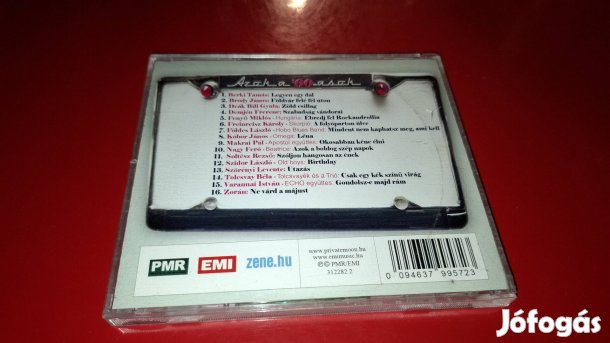 Azok a '60-asok
1. Berki Tamás: Legyen egy dal
2. Bródy János: Földvár felé fél úton
3. Deák Bill Gyula: Zöld csillag
4. Demjén Ferenc: Szabadság vándorai
5. Fenyő Miklós - Hungária: Ébredj fel Rockandrollia
6. Frenreisz Károly - Skorpió: A folyóparton ülve
7. Földes László - Hobo Blues Band: Mindent nem kaphatsz meg, ami kell
8. Kóbor János - Omega: Léna
9. Makrai Pál - Apostol együttes: Okosabban kéne élni
10. Nagy Feró - Beatrice: Azok a boldog szép napok
11. Soltész Rezső: Szóljon hangosan az ének
12. Szidor László - Old boys: Birthday
13. Szörényi Levente: Utazás
14. Tolcsvay Béla - Tolcsvayék és a Trió: Csak egy kék színű virág
15. Varannai István - ECHO együttes: Gondolsz-e majd rám
16. Zorán: Ne várd a májust
PMR EMI zene.hu
www.privatemoon.hu
www.emimusic.hu
℗© PMR/EMI
312282 2
0 094637 995723
Jófogás